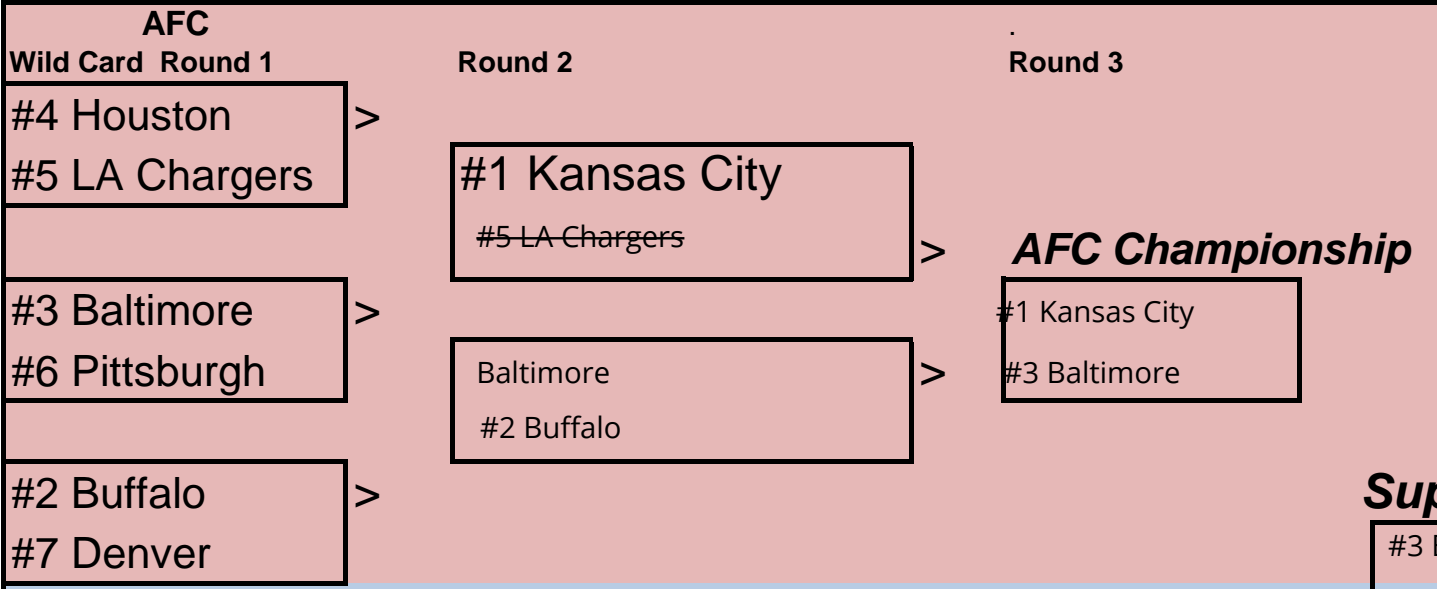 AFC
.
Wild Card Round 1
Round 2
Round 3
#4 Houston
>
#5 LA Chargers
#1 Kansas City
#5 LA Chargers
>
AFC Championship
#3 Baltimore
>
#6 Pittsburgh
Baltimore
#2 Buffalo
>
#1 Kansas City
#3 Baltimore
#2 Buffalo
>
#7 Denver
#3